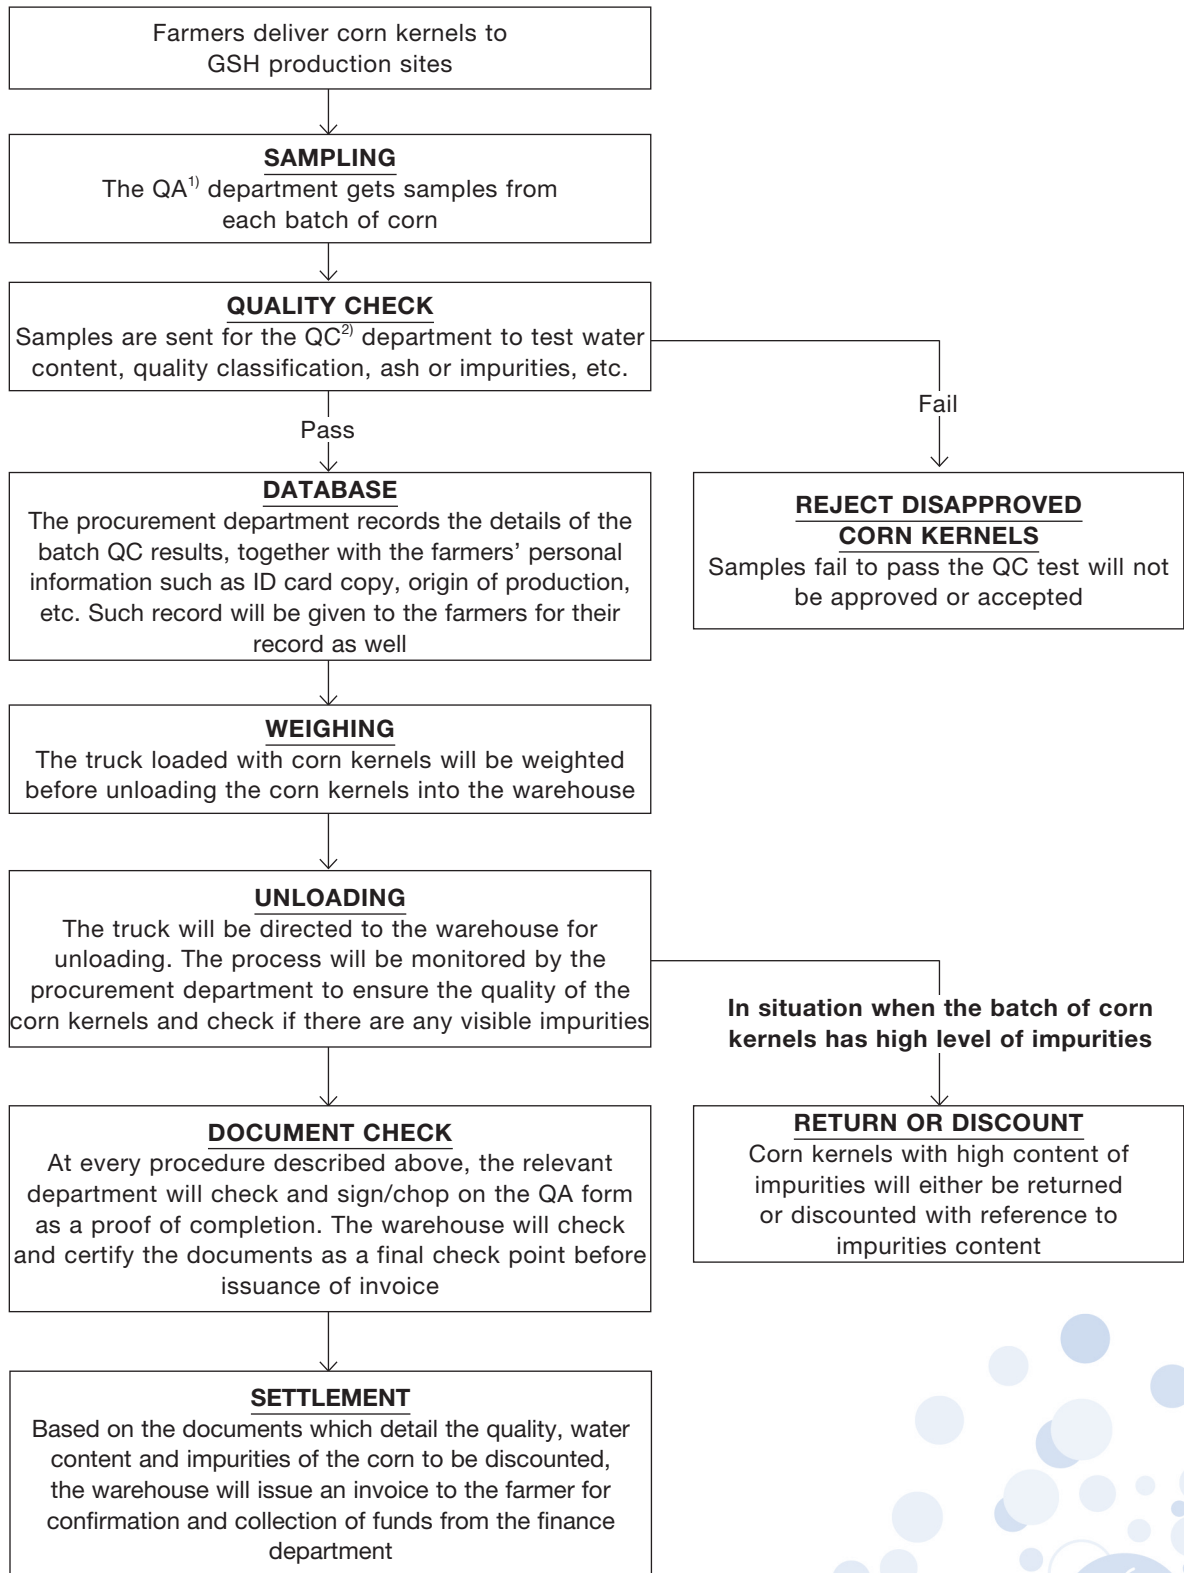 Farmers deliver corn kernels to
GSH production sites
SAMPLING
The QA1) department gets samples from
each batch of corn
QUALITY CHECK
Samples are sent for the QC2) department to test water
content, quality classification, ash or impurities, etc.
Fail
Pass
DATABASE
The procurement department records the details of the
batch QC results, together with the farmers’ personal
information such as ID card copy, origin of production,
etc. Such record will be given to the farmers for their
record as well
REJECT DISAPPROVED
CORN KERNELS
Samples fail to pass the QC test will not
be approved or accepted
WEIGHING
The truck loaded with corn kernels will be weighted
before unloading the corn kernels into the warehouse
UNLOADING
The truck will be directed to the warehouse for
unloading. The process will be monitored by the
procurement department to ensure the quality of the
corn kernels and check if there are any visible impurities
In situation when the batch of corn
kernels has high level of impurities
DOCUMENT CHECK
At every procedure described above, the relevant
department will check and sign/chop on the QA form
as a proof of completion. The warehouse will check
and certify the documents as a final check point before
issuance of invoice
RETURN OR DISCOUNT
Corn kernels with high content of
impurities will either be returned
or discounted with reference to
impurities content
SETTLEMENT
Based on the documents which detail the quality, water
content and impurities of the corn to be discounted,
the warehouse will issue an invoice to the farmer for
confirmation and collection of funds from the finance
department